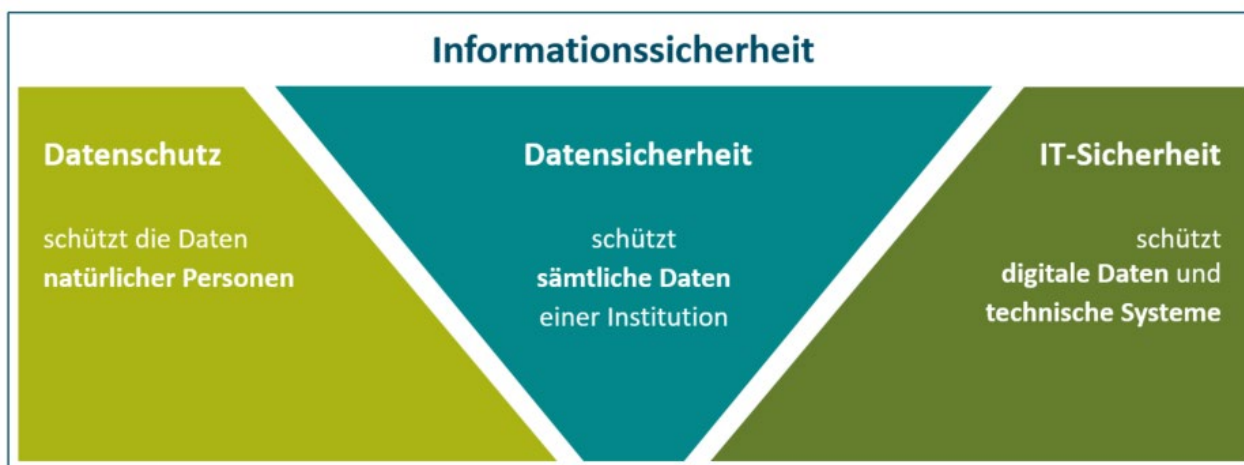 Informationssicherheit
Datenschutz
schützt die Daten
natürlicher Personen
Datensicherheit
schützt
sämtliche Daten
einer Institution
IT-Sicherheit
schützt
digitale Daten und
technische Systeme